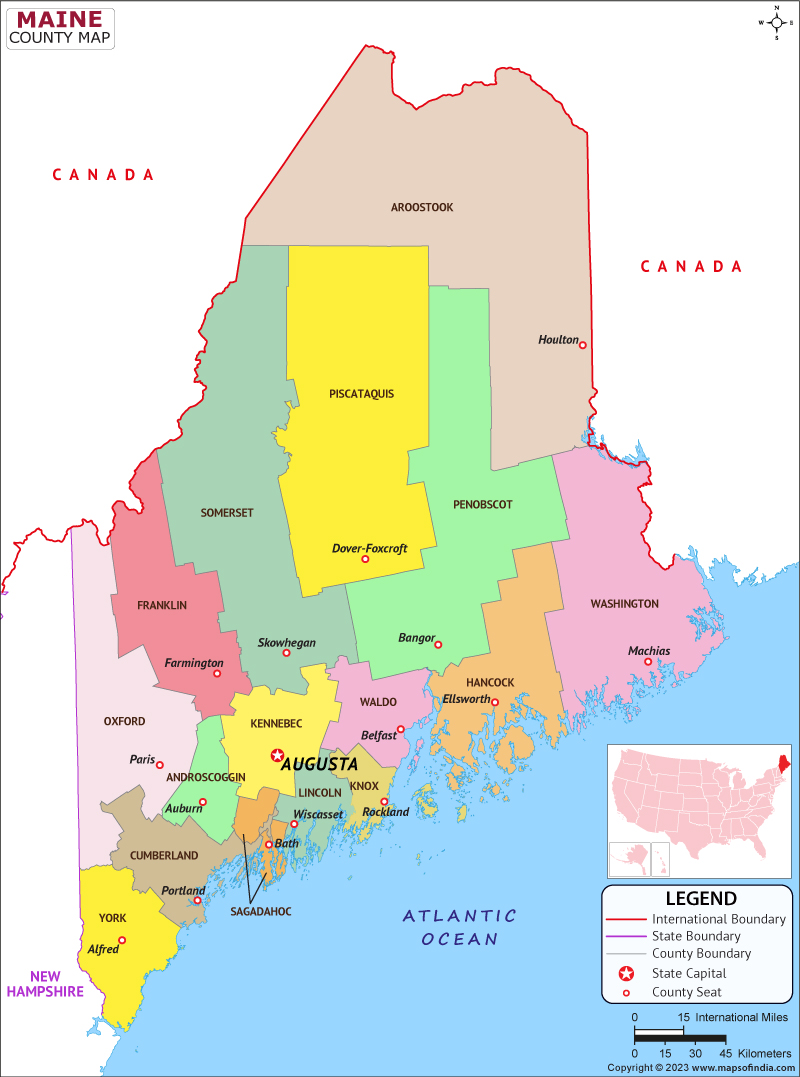 MAINE
COUNTY MAP
N
W E
S
CANADA
AROOSTOOK
CANADA
Houlton
PISCATAQUIS
PENOBSCOT
SOMERSET
Dover-Foxcroft
FRANKLIN
WASHINGTON
Skowhegan
Bangor
Machias
Farmington
HANCOCK
Ellsworth
WALDO
OXFORD
KENNEBEC
Belfast
Paris
AUGUSTA
ANDROSCOGGIN
KNOX
LINCOLN
Auburn
Rockland
Wiscasset
Bath
CUMBERLAND
Portland
SAGADAHOC
YORK
ATLANTIC
OCEAN
Alfred
NEW
HAMPSHIRE
LEGEND
International Boundary
State Boundary
County Boundary
State Capital
County Seat
0 15 International Miles
0 15 30 45 Kilometers
Copyright © 2023 www.mapsofindia.com